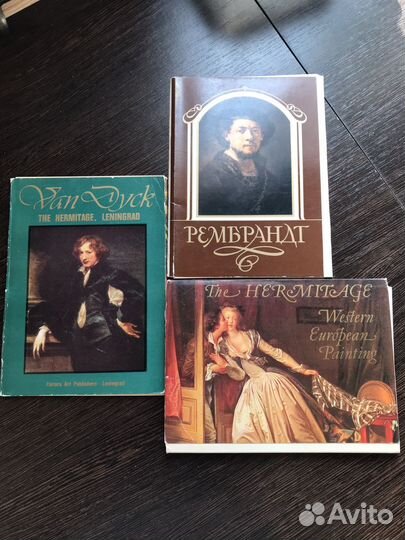 Van Dyck
THE HERMITAGE. LENINGRAD
Aurora Art Publishers · Leningrad
РЕМБРАНДТ
The HERMITAGE
Western
European
Painting
Avito